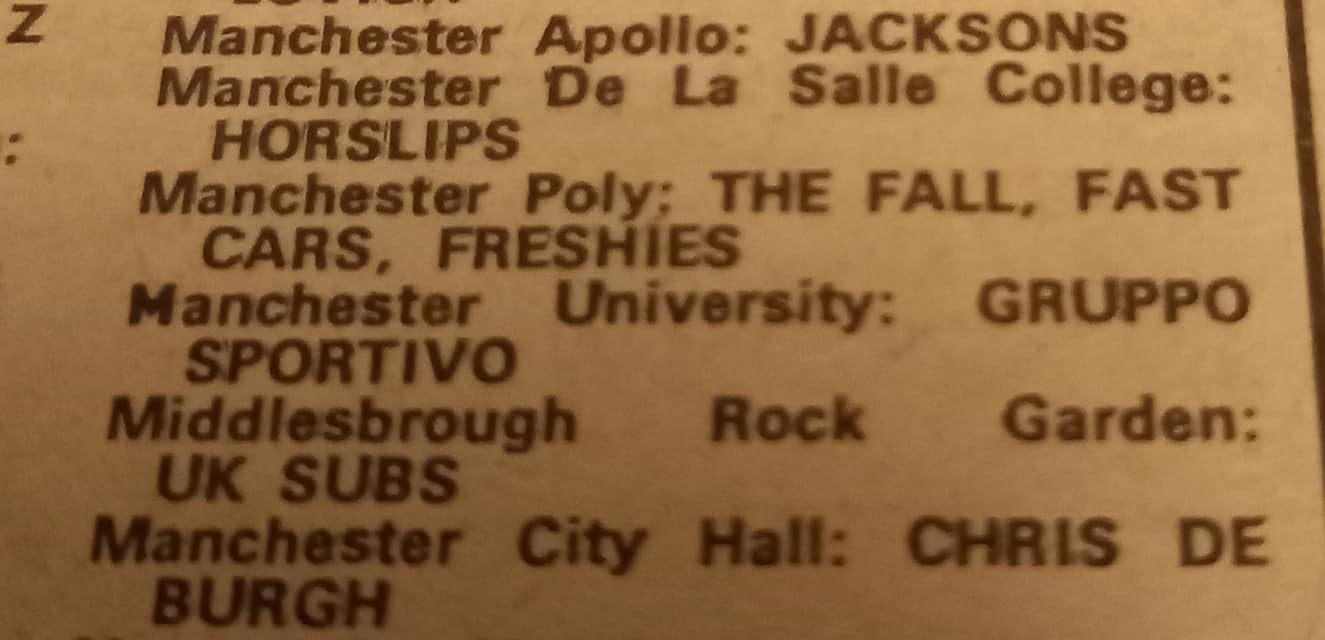 Z
Manchester Apollo: JACKSONS
Manchester De La Salle College:
:
HORSLIPS
Manchester Poly: THE FALL, FAST
CARS, FRESHIES
Manchester University: GRUPPO
SPORTIVO
Middlesbrough Rock Garden:
UK SUBS
Manchester City Hall: CHRIS DE
BURGH